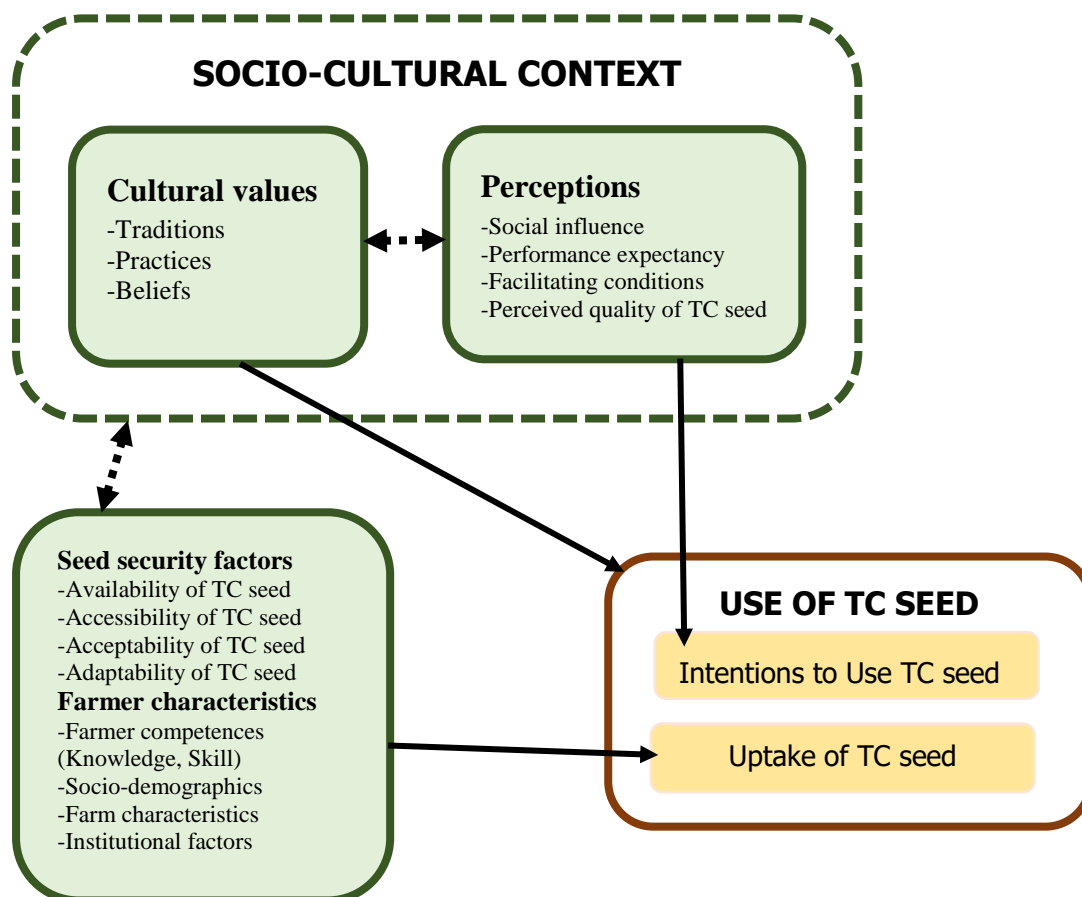 SOCIO-CULTURAL CONTEXT
Cultural values
-Traditions
-Practices
-Beliefs
Perceptions
-Social influence
-Performance expectancy
-Facilitating conditions
-Perceived quality of TC seed
Seed security factors
-Availability of TC seed
-Accessibility of TC seed
-Acceptability of TC seed
-Adaptability of TC seed
Farmer characteristics
-Farmer competences
(Knowledge, Skill)
-Socio-demographics
-Farm characteristics
-Institutional factors
USE OF TC SEED
Intentions to Use TC seed
Uptake of TC seed